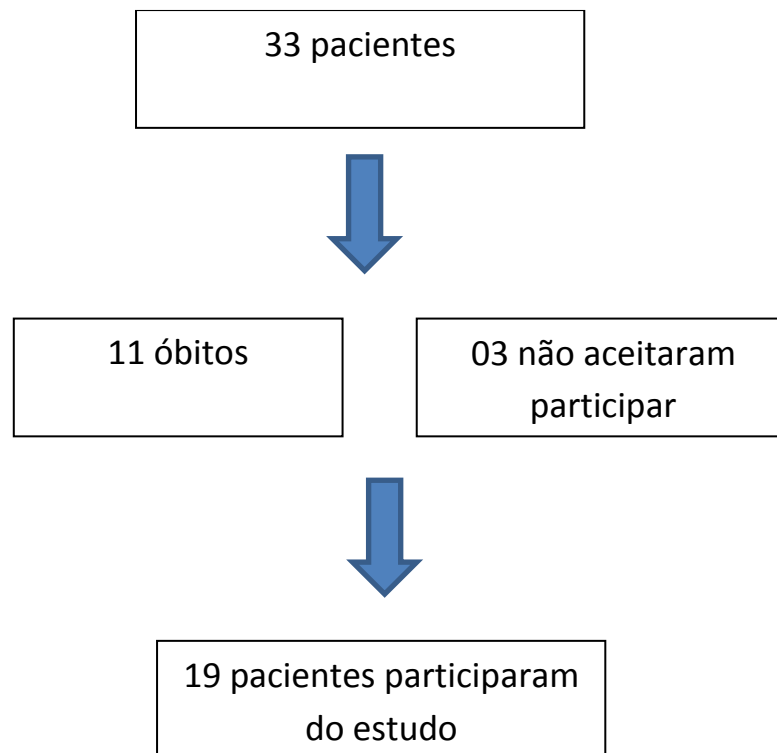 33 pacientes
11 óbitos
03 não aceitaram
participar
19 pacientes participaram
do estudo